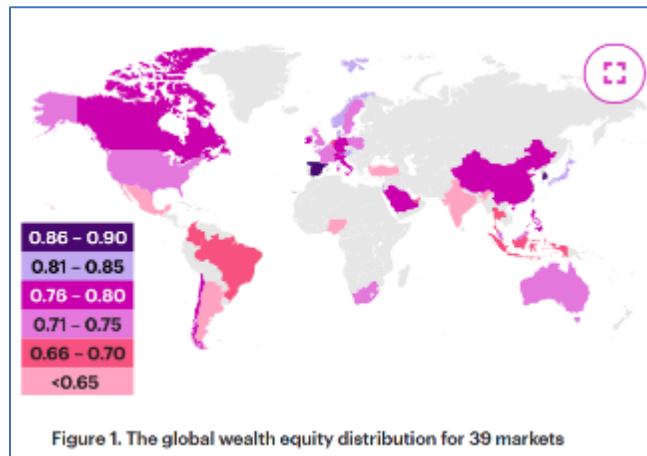 0.86 – 0.90
0.81 – 0.85
0.76 – 0.80
0.71 – 0.75
0.66 – 0.70
<0.65
Figure 1. The global wealth equity distribution for 39 markets